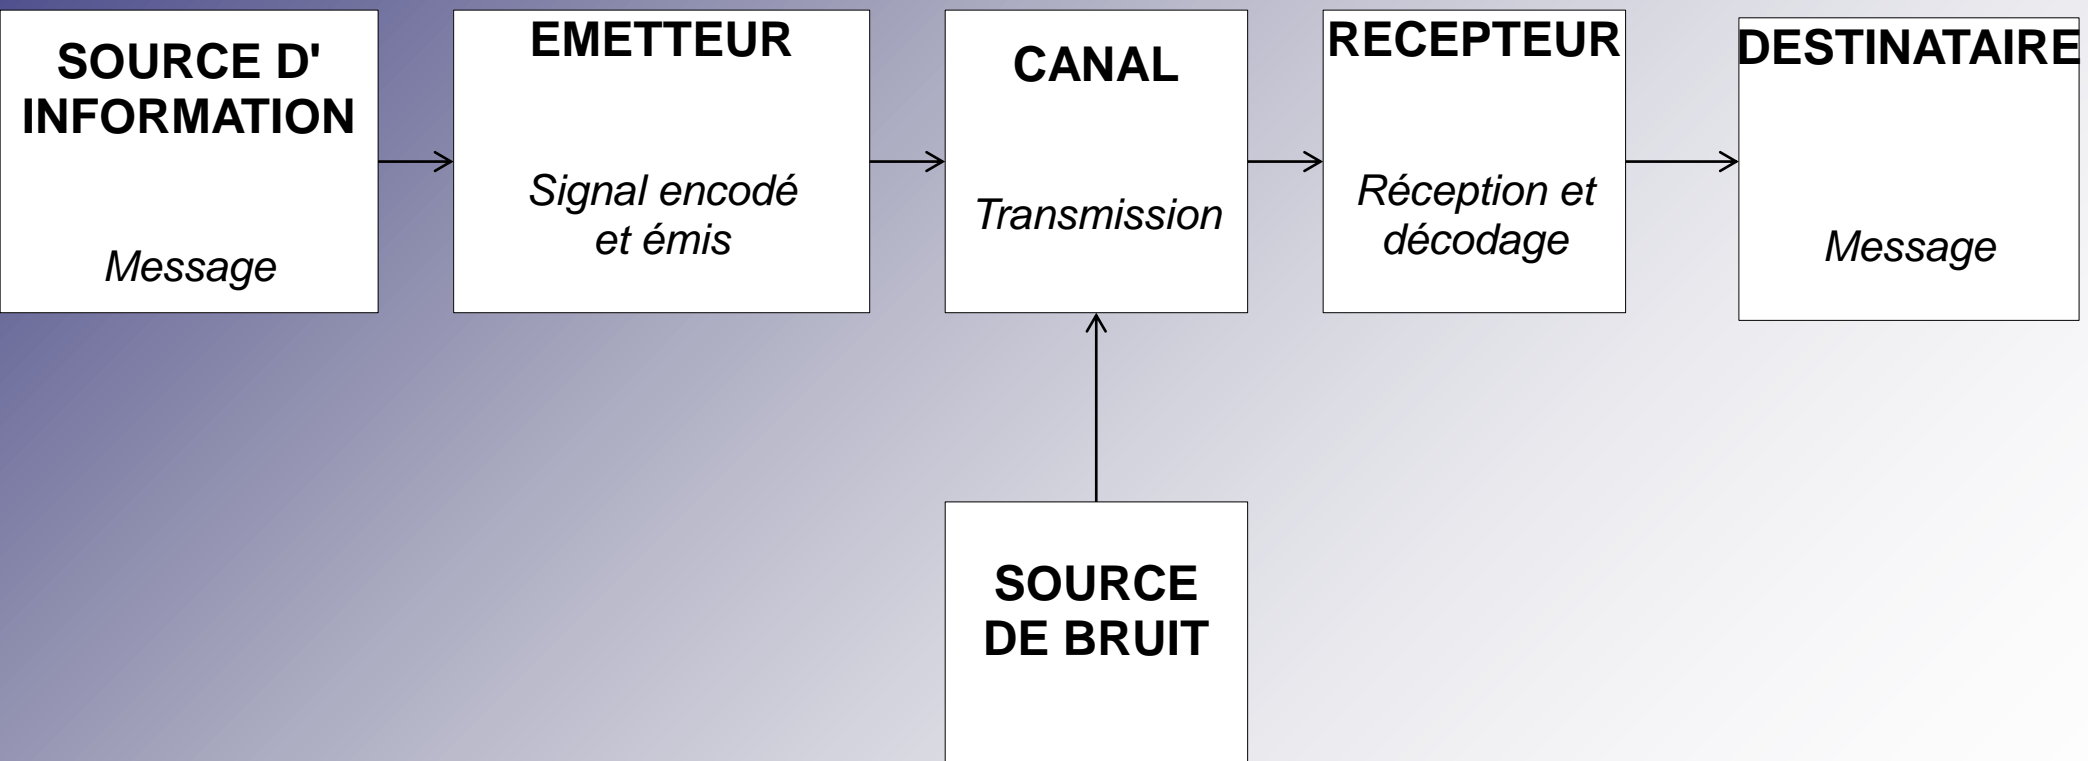 SOURCE D'
INFORMATION
Message
EMETTEUR
Signal encodé
et émis
CANAL
Transmission
RECEPTEUR
Réception et
décodage
DESTINATAIRE
Message
SOURCE
DE BRUIT